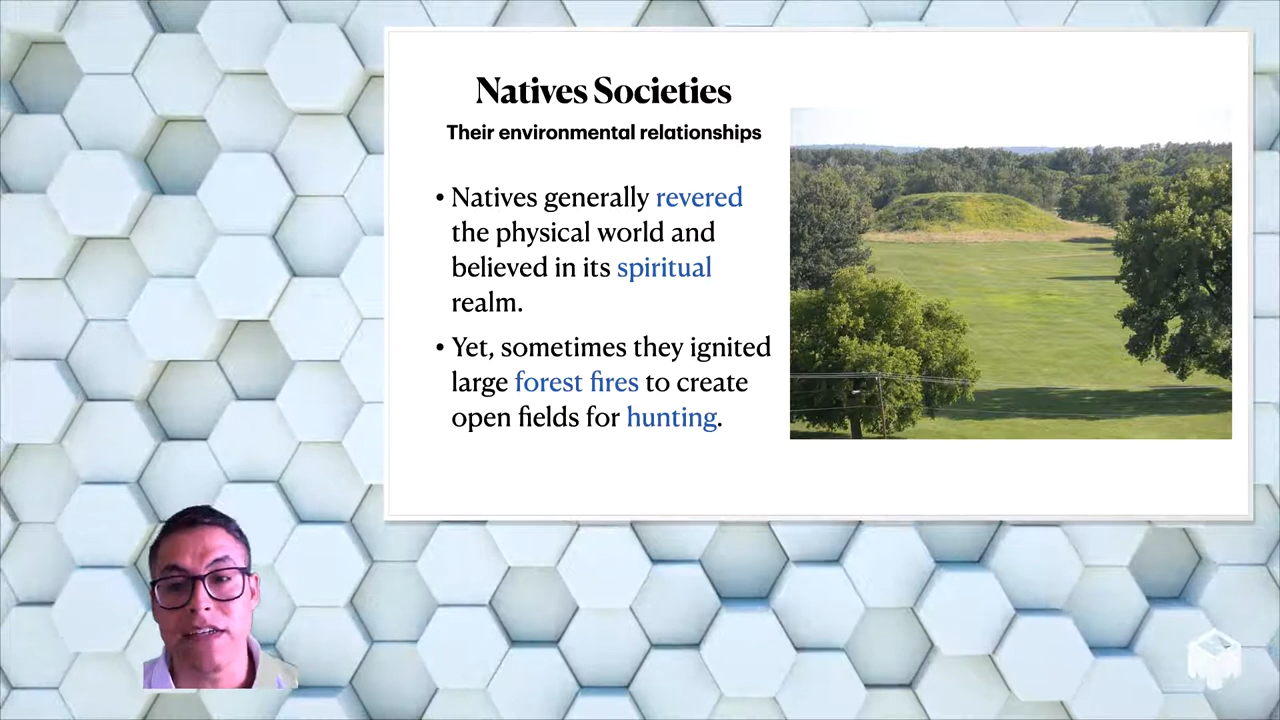 Natives Societies
Their environmental relationships
• Natives generally revered
the physical world and
believed in its spiritual
realm.
• Yet, sometimes they ignited
large forest fires to create
open fields for hunting.